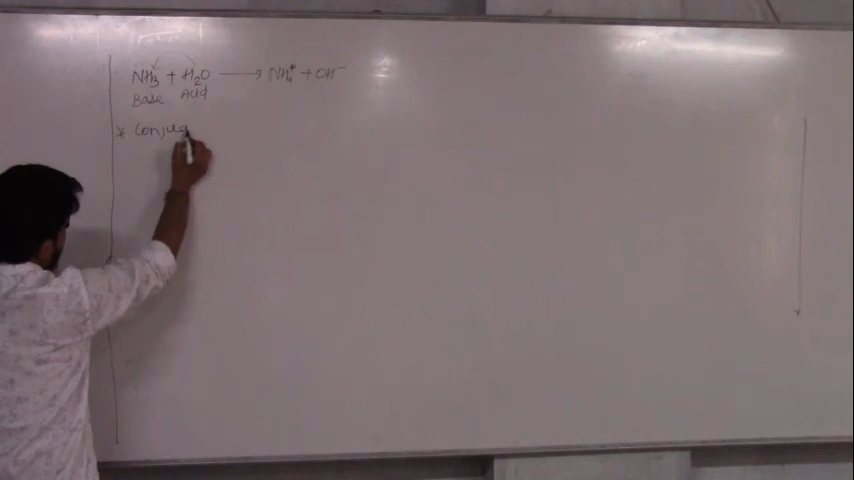 NH3 + H2O → NH4+ + OH-
Base Acid
* Conjug